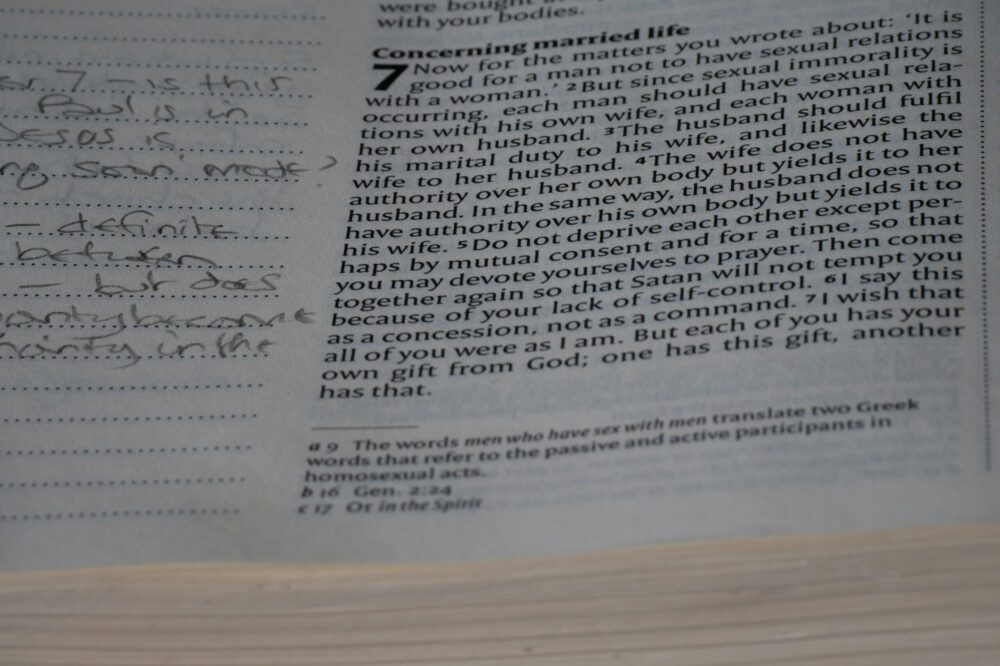 7 – is this
Paul is in
Jesus is
soon' mode?
– definite
between
– but does
in the
were bought at
with your bodies.
Concerning married life
7 Now for the matters you wrote about: 'It is
good for a man not to have sexual relations
with a woman.' 2 But since sexual immorality is
occurring, each man should have sexual rela-
tions with his own wife, and each woman with
her own husband. 3 The husband should fulfil
his marital duty to his wife, and likewise the
wife to her husband. 4 The wife does not have
authority over her own body but yields it to her
husband. In the same way, the husband does not
have authority over his own body but yields it to
his wife. 5 Do not deprive each other except per-
haps by mutual consent and for a time, so that
you may devote yourselves to prayer. Then come
together again so that Satan will not tempt you
because of your lack of self-control. 6 I say this
as a concession, not as a command. 7 I wish that
all of you were as I am. But each of you has your
own gift from God; one has this gift, another
has that.
a 9 The words men who have sex with men translate two Greek
words that refer to the passive and active participants in
homosexual acts.
b 16 Gen. 2:24
c 17 Or in the Spirit